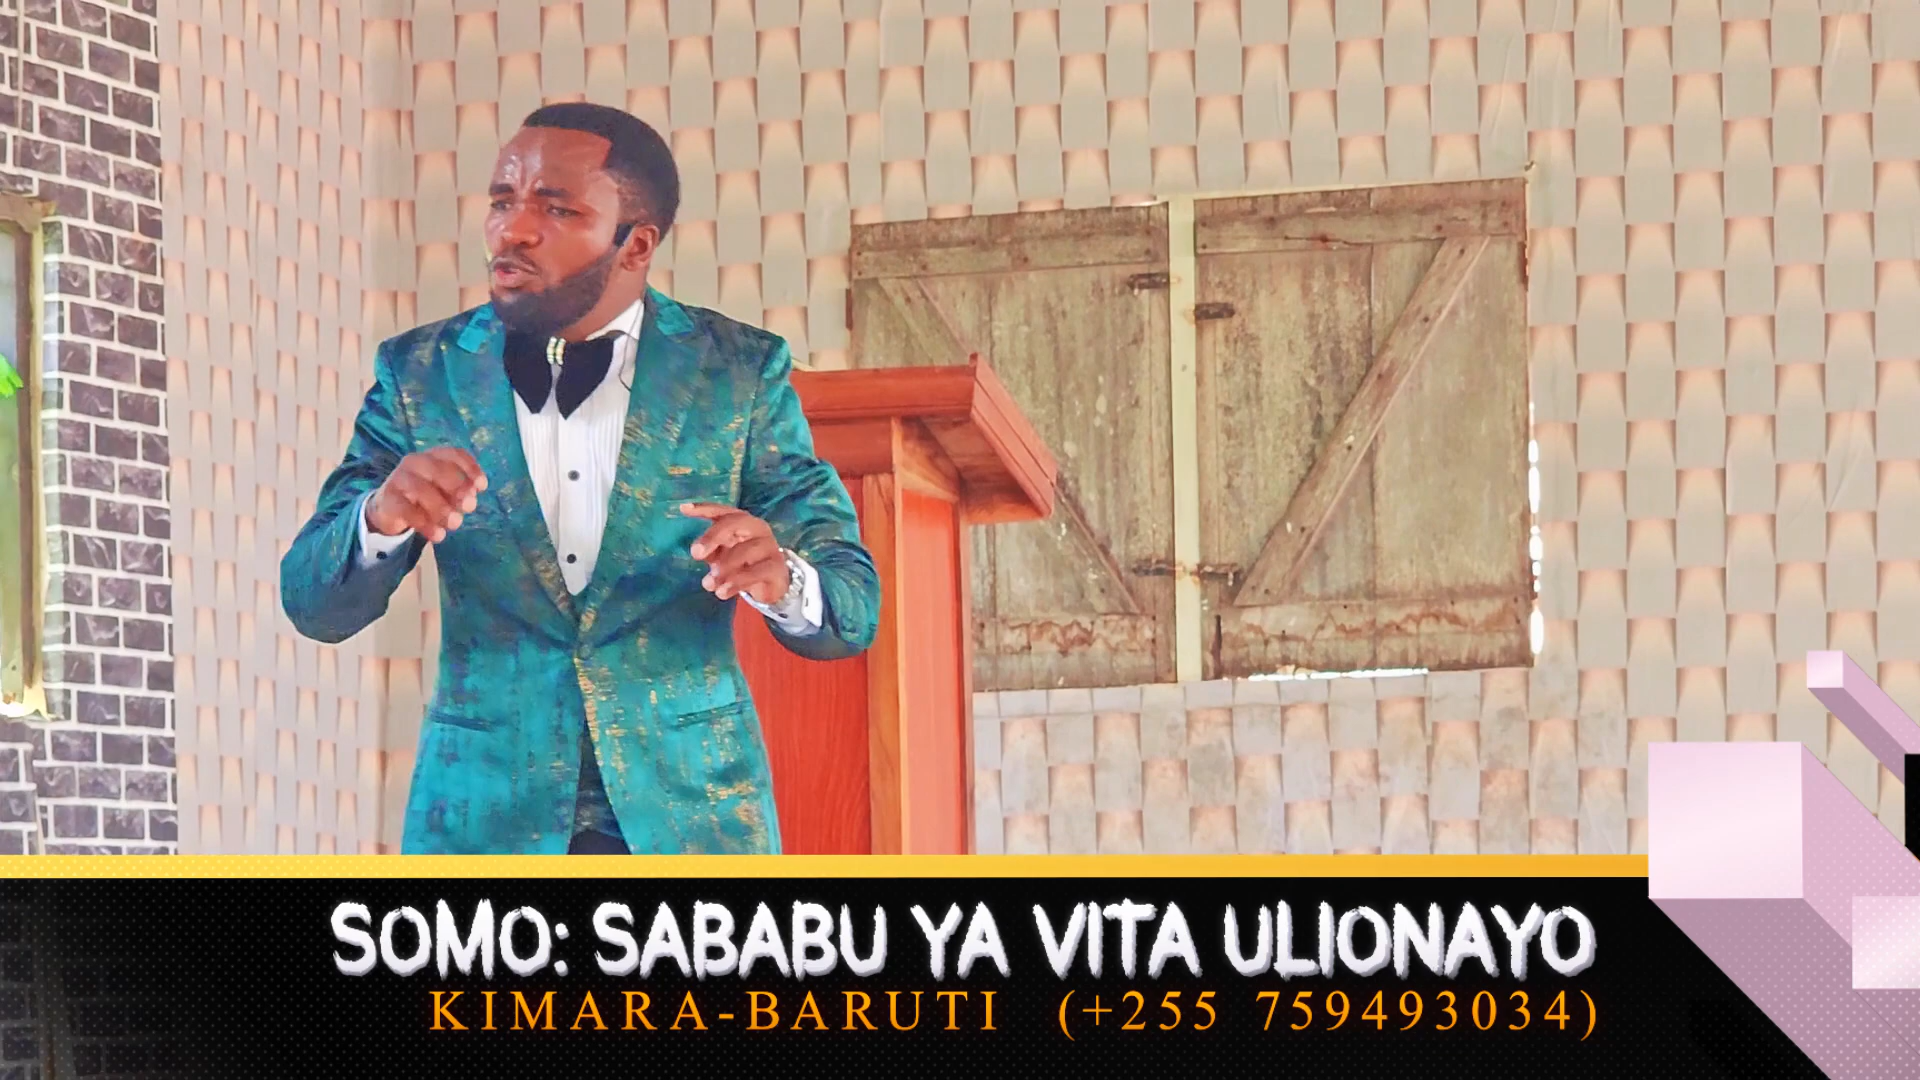 SOMO: SABABU YA VITA ULIONAYO
KIMARA-BARUTI (+255 759493034)